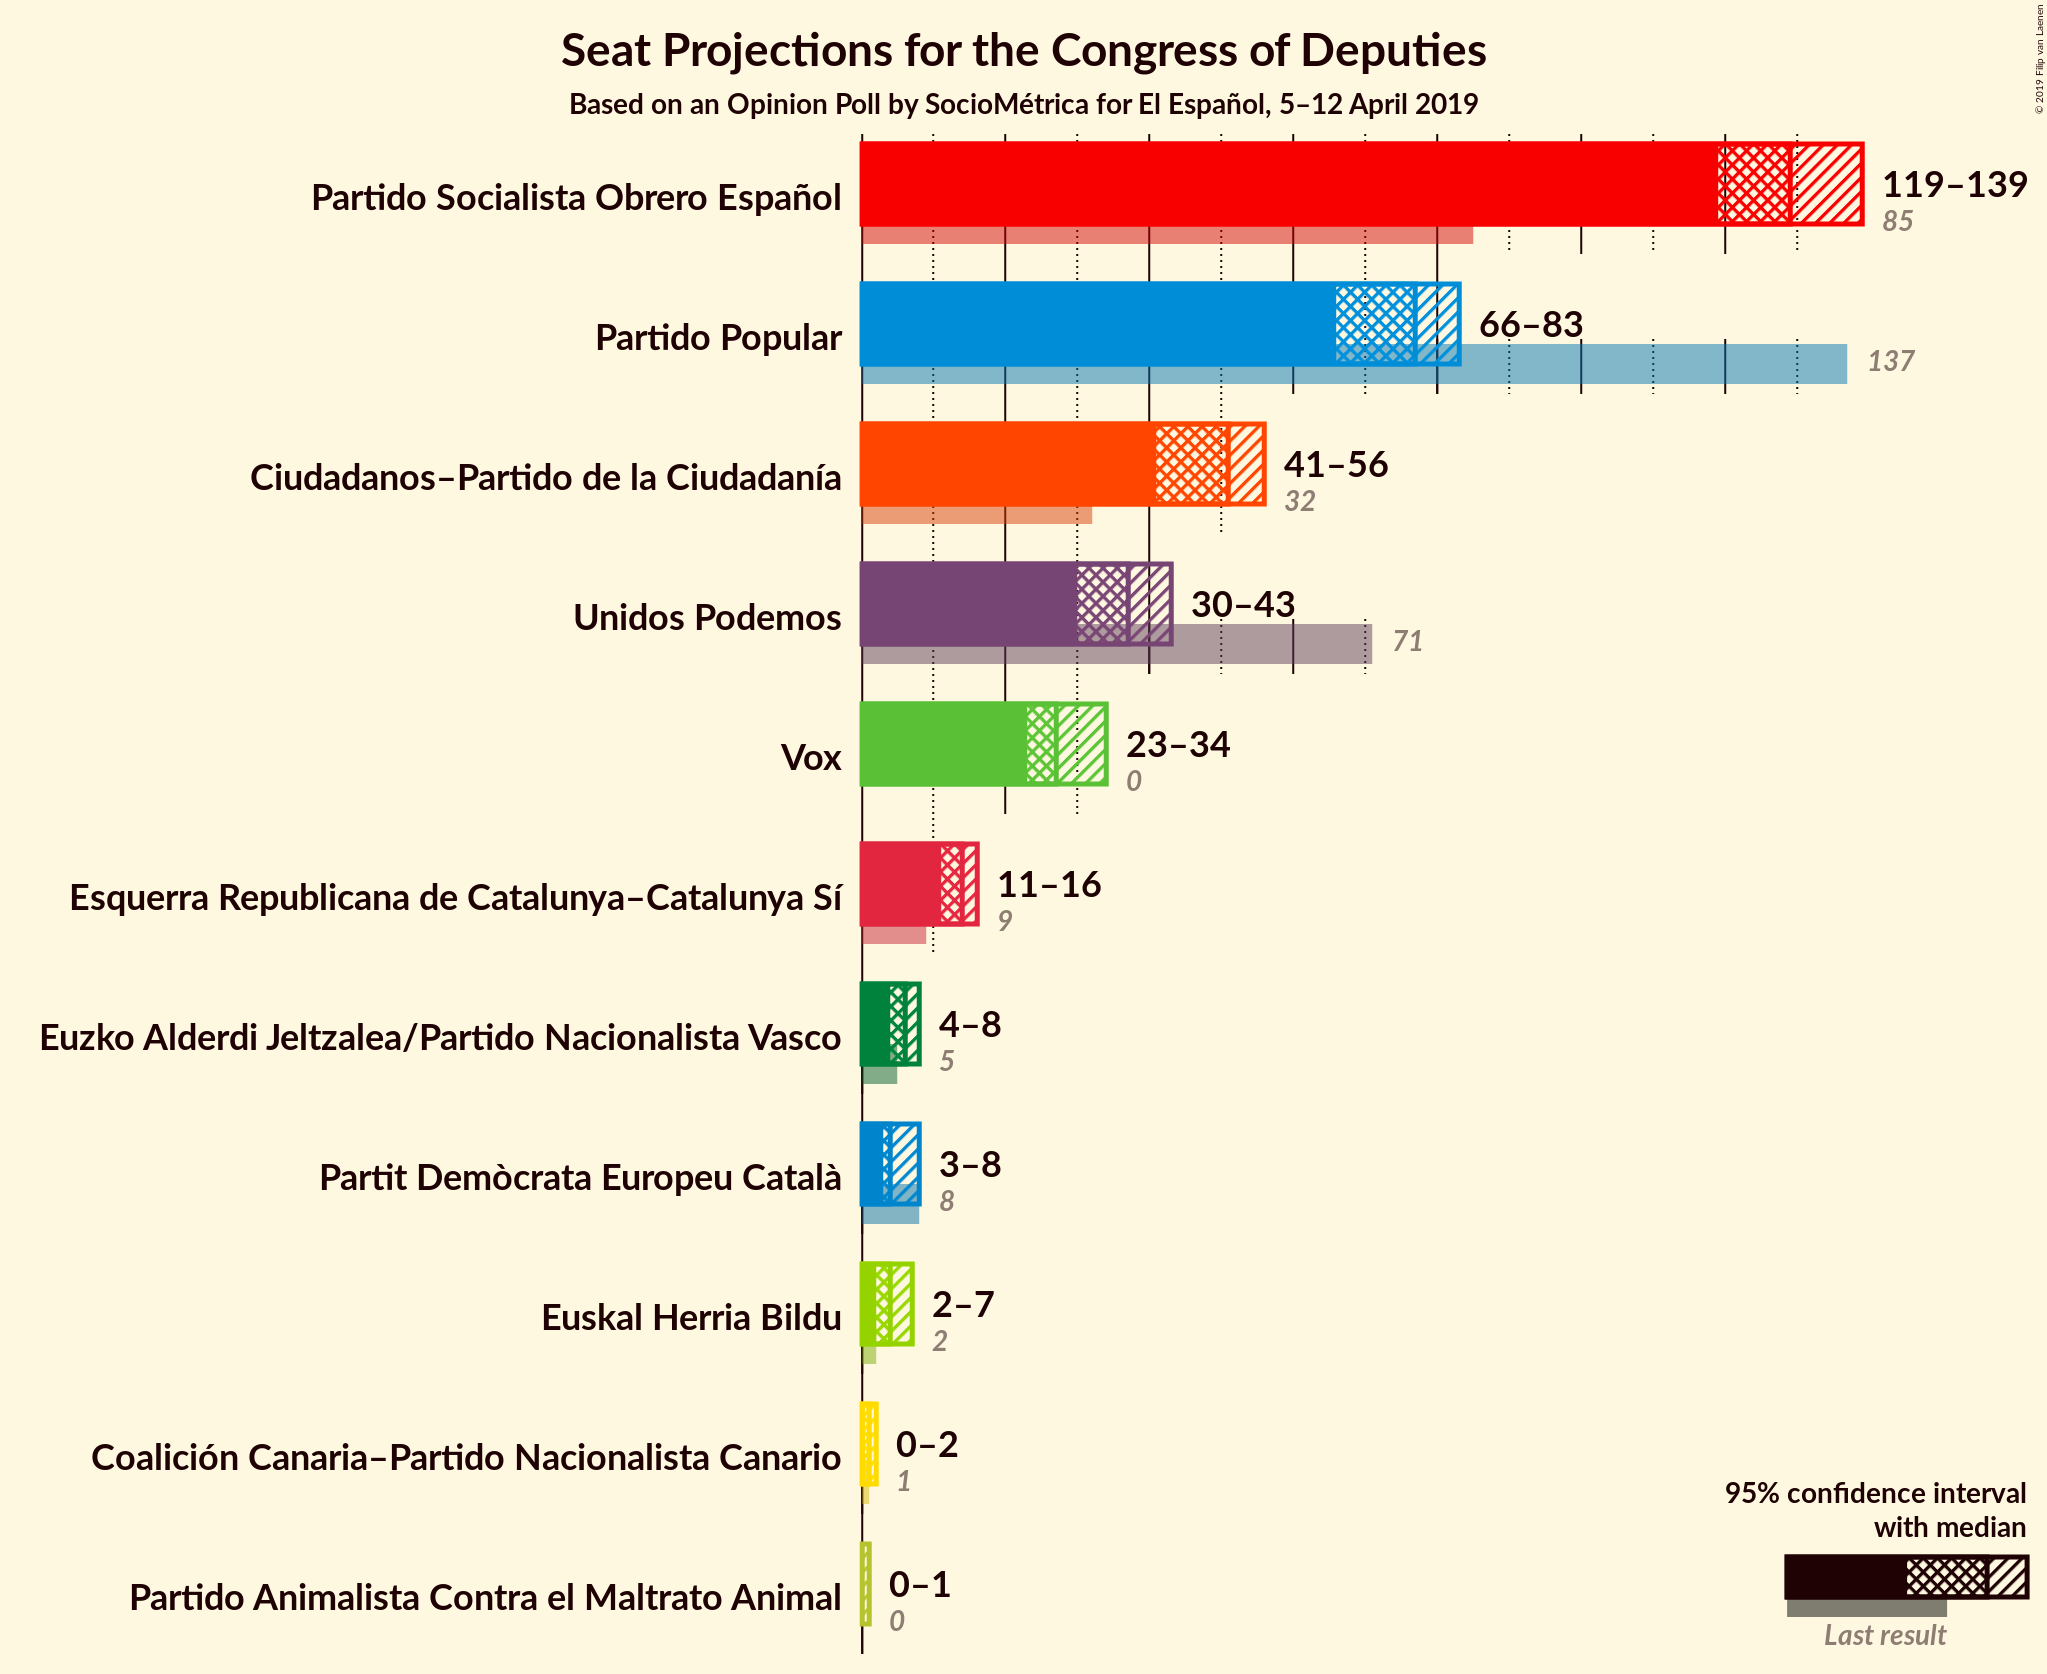 Seat Projections for the Congress of Deputies
Based on an Opinion Poll by SocioMétrica for El Español, 5–12 April 2019
© 2019 Filip van Laenen
Partido Socialista Obrero Español
119–139
85
Partido Popular
66–83
137
Ciudadanos–Partido de la Ciudadanía
41–56
32
Unidos Podemos
30–43
71
Vox
23–34
0
Esquerra Republicana de Catalunya–Catalunya Sí
11–16
9
Euzko Alderdi Jeltzalea/Partido Nacionalista Vasco
4–8
5
Partit Demòcrata Europeu Català
3–8
8
Euskal Herria Bildu
2–7
2
Coalición Canaria–Partido Nacionalista Canario
0–2
1
Partido Animalista Contra el Maltrato Animal
0–1
0
95% confidence interval
with median
Last result